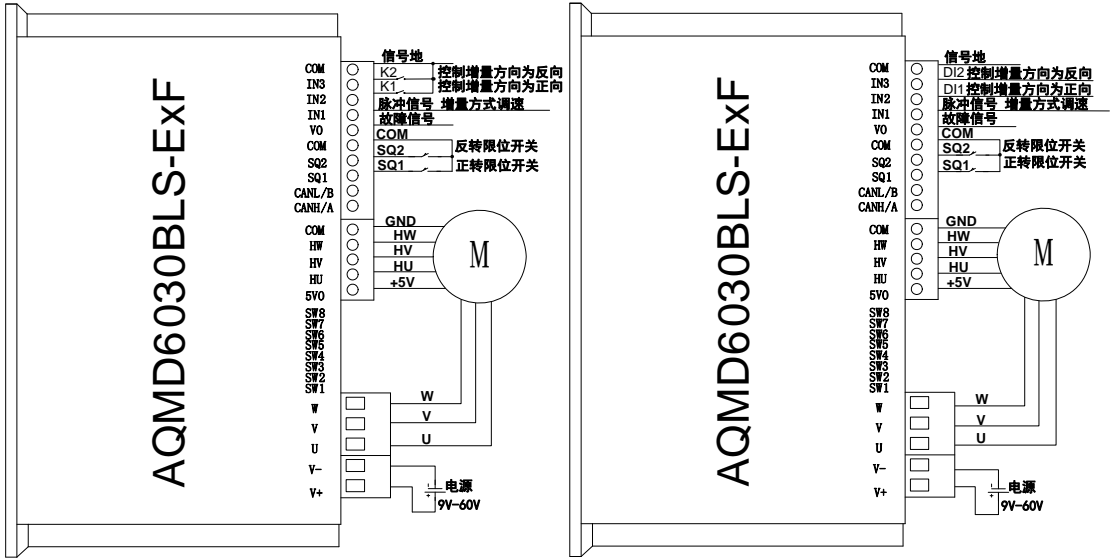 AQMD6030BLS-ExF
COM
IN3
IN2
IN1
VO
COM
SQ2
SQ1
CANL/B
CANH/A
COM
HW
HV
HU
5VO
SW8
SW7
SW6
SW5
SW4
SW3
SW2
SW1
W
V
U
V-
V+
信号地
K2 控制增量方向为反向
K1 控制增量方向为正向
脉冲信号 增量方式调速
故障信号
COM
SQ2 反转限位开关
SQ1 正转限位开关
GND
HW
HV
HU
+5V
M
W
V
U
电源
9V-60V
AQMD6030BLS-ExF
COM
IN3
IN2
IN1
VO
COM
SQ2
SQ1
CANL/B
CANH/A
COM
HW
HV
HU
5VO
SW8
SW7
SW6
SW5
SW4
SW3
SW2
SW1
W
V
U
V-
V+
信号地
DI2 控制增量方向为反向
DI1 控制增量方向为正向
脉冲信号 增量方式调速
故障信号
COM
SQ2 反转限位开关
SQ1 正转限位开关
GND
HW
HV
HU
+5V
M
W
V
U
电源
9V-60V